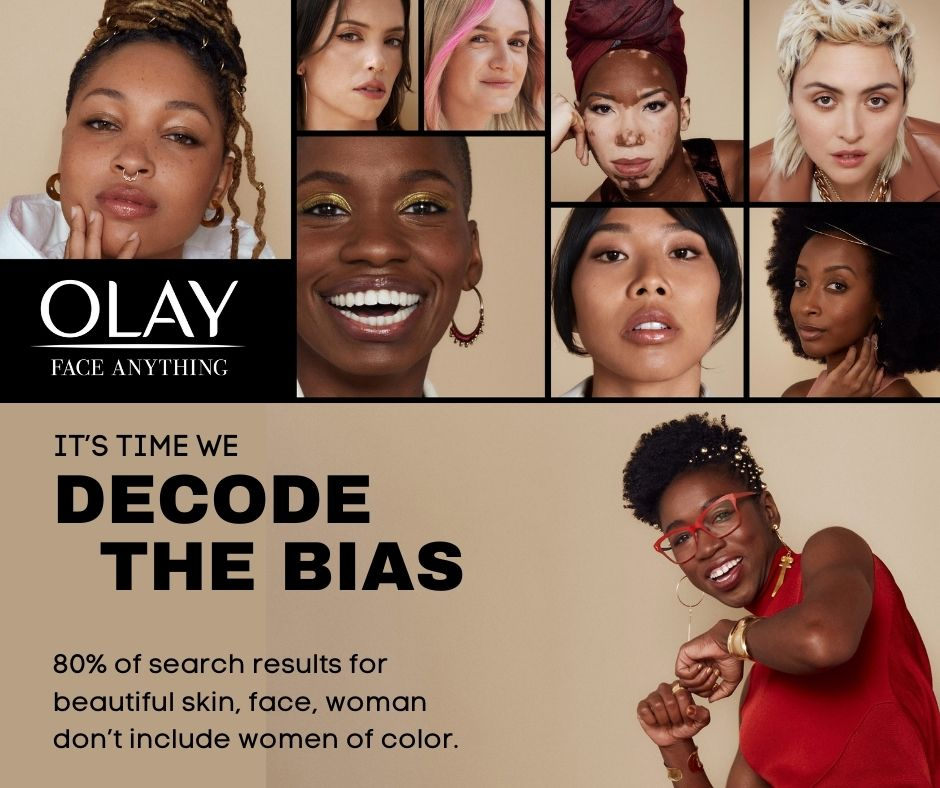 OLAY
FACE ANYTHING
IT'S TIME WE
DECODE
THE BIAS
80% of search results for
beautiful skin, face, woman
don't include women of color.